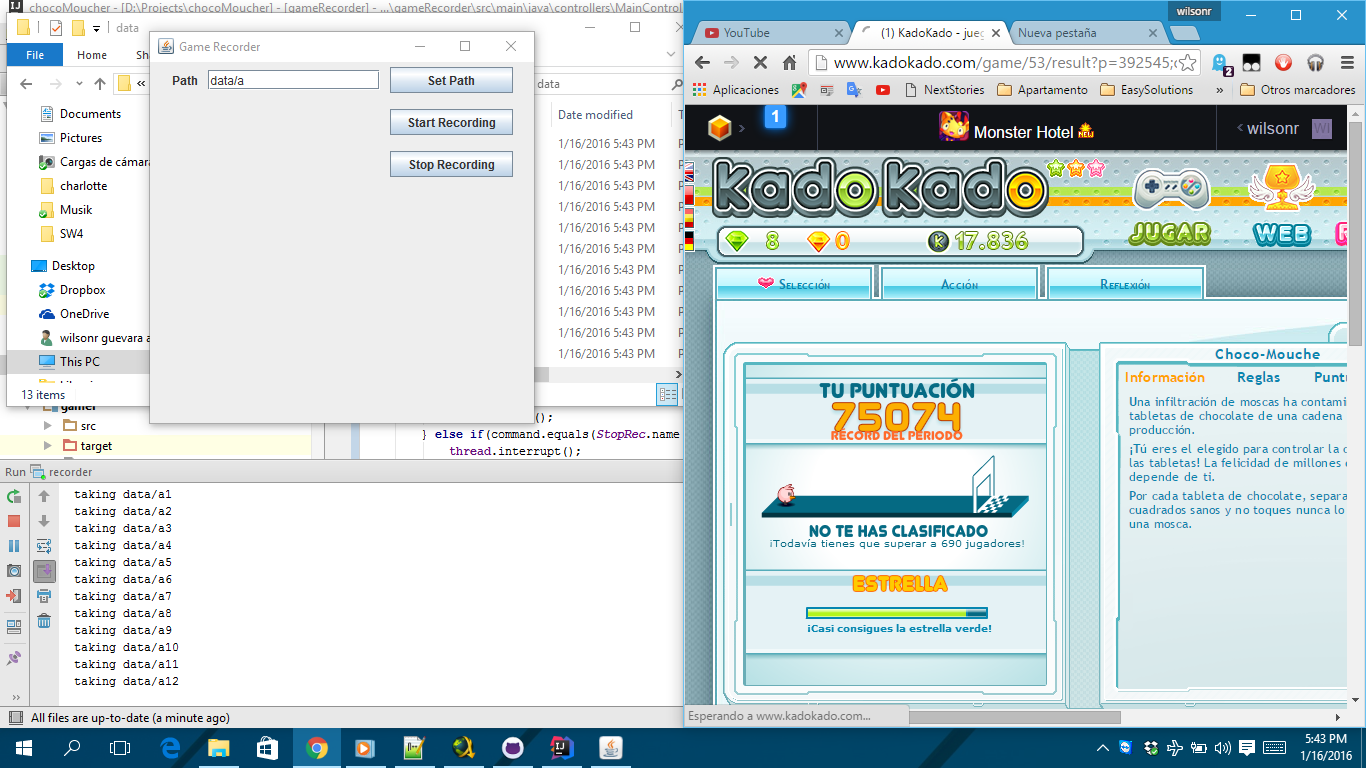 chocoMoucher - [D:\Projects\chocoMoucher] - [gameRecorder] - ...\gameRecorder\src\main\java\controllers\MainControl
data
File
Home
data
Documents
Pictures
Cargas de cámara
charlotte
Musik
SW4
Desktop
Dropbox
OneDrive
wilsonr guevara a
This PC
13 items
Date modified
1/16/2016 5:43 PM
1/16/2016 5:43 PM
1/16/2016 5:43 PM
1/16/2016 5:43 PM
1/16/2016 5:43 PM
1/16/2016 5:43 PM
1/16/2016 5:43 PM
1/16/2016 5:43 PM
1/16/2016 5:43 PM
1/16/2016 5:43 PM
1/16/2016 5:43 PM
Game Recorder
Path data/a Set Path
Start Recording
Stop Recording
gamer
src
target
();
} else if(command.equals(StopRec.name
thread.interrupt();
Run recorder
taking data/a1
taking data/a2
taking data/a3
taking data/a4
taking data/a5
taking data/a6
taking data/a7
taking data/a8
taking data/a9
taking data/a10
taking data/a11
taking data/a12
All files are up-to-date (a minute ago)
wilsonr
YouTube
(1) KadoKado - jueg
Nueva pestaña
www.kadokado.com/game/53/result?p=392545;
2
Aplicaciones
NextStories
Apartamento
EasySolutions
»
Otros marcadores
1
Monster Hotel NEW
wilsonr WI
kadoKado
8 0 K 17.836
JUGAR
WEB
Selección
Acción
Reflexión
TU PUNTUACIÓN
75074
RECORD DEL PERIODO
NO TE HAS CLASIFICADO
¡Todavía tienes que superar a 690 jugadores!
ESTRELLA
¡Casi consigues la estrella verde!
Choco-Mouche
Información Reglas Puntu
Una infiltración de moscas ha contami
tabletas de chocolate de una cadena
producción.
¡Tú eres el elegido para controlar la c
las tabletas! La felicidad de millones
depende de ti.
Por cada tableta de chocolate, separa
cuadrados sanos y no toques nunca lo
una mosca.
Esperando a www.kadokado.com...
5:43 PM
1/16/2016